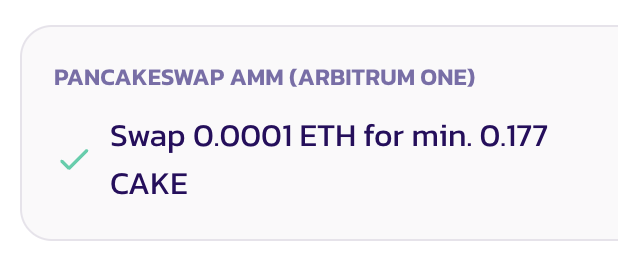 PANCAKESWAP AMM (ARBITRUM ONE)
Swap 0.0001 ETH for min. 0.177
CAKE